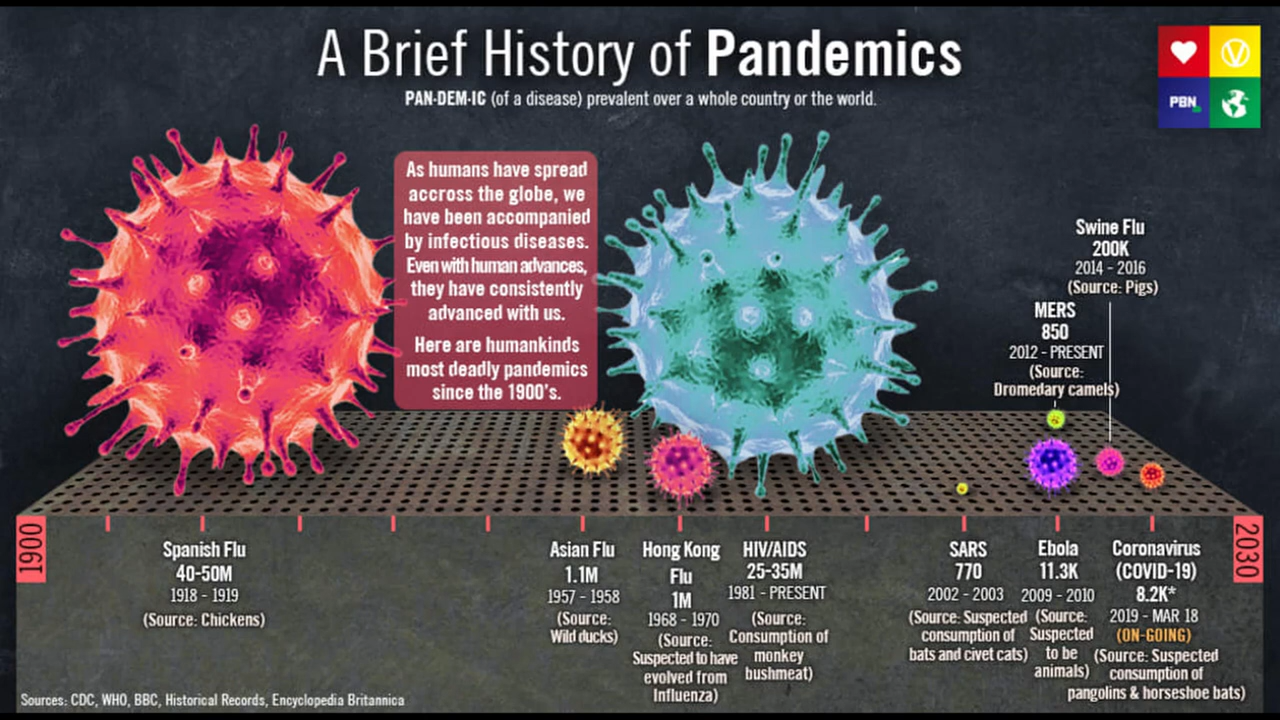 A Brief History of Pandemics
PAN·DEM·IC (of a disease) prevalent over a whole country or the world.
PBN
As humans have spread
accross the globe, we
have been accompanied
by infectious diseases.
Even with human advances,
they have consistently
advanced with us.
Here are humankinds
most deadly pandemics
since the 1900's.
Swine Flu
200K
2014 - 2016
(Source: Pigs)
MERS
850
2012 - PRESENT
(Source:
Dromedary camels)
1900
2030
Spanish Flu
40-50M
1918 - 1919
(Source: Chickens)
Asian Flu
1.1M
1957 - 1958
(Source:
Wild ducks)
Hong Kong
Flu
1M
1968 - 1970
(Source:
Suspected to have
evolved from
Influenza)
HIV/AIDS
25-35M
1981 - PRESENT
(Source:
Consumption of
monkey
bushmeat)
SARS
770
2002 - 2003
(Source: Suspected
consumption of
bats and civet cats)
Ebola
11.3K
2009 - 2010
(Source:
Suspected
to be
animals)
Coronavirus
(COVID-19)
8.2K*
2019 - MAR 18
(ON-GOING)
(Source: Suspected
consumption of
pangolins & horseshoe bats)
Sources: CDC, WHO, BBC, Historical Records, Encyclopedia Britannica